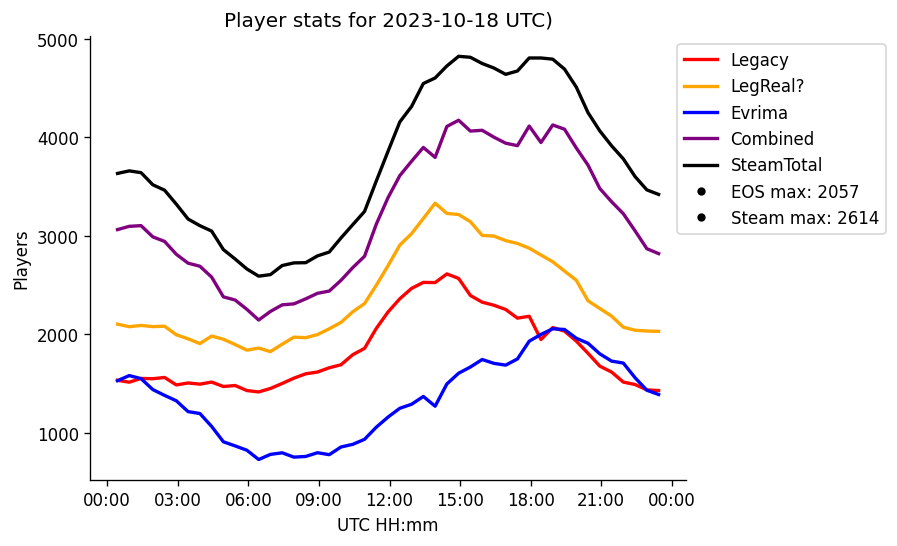 Player stats for 2023-10-18 UTC)
5000
4000
3000
2000
1000
Players
00:00 03:00 06:00 09:00 12:00 15:00 18:00 21:00 00:00
UTC HH:mm
Legacy
LegReal?
Evrima
Combined
SteamTotal
EOS max: 2057
Steam max: 2614